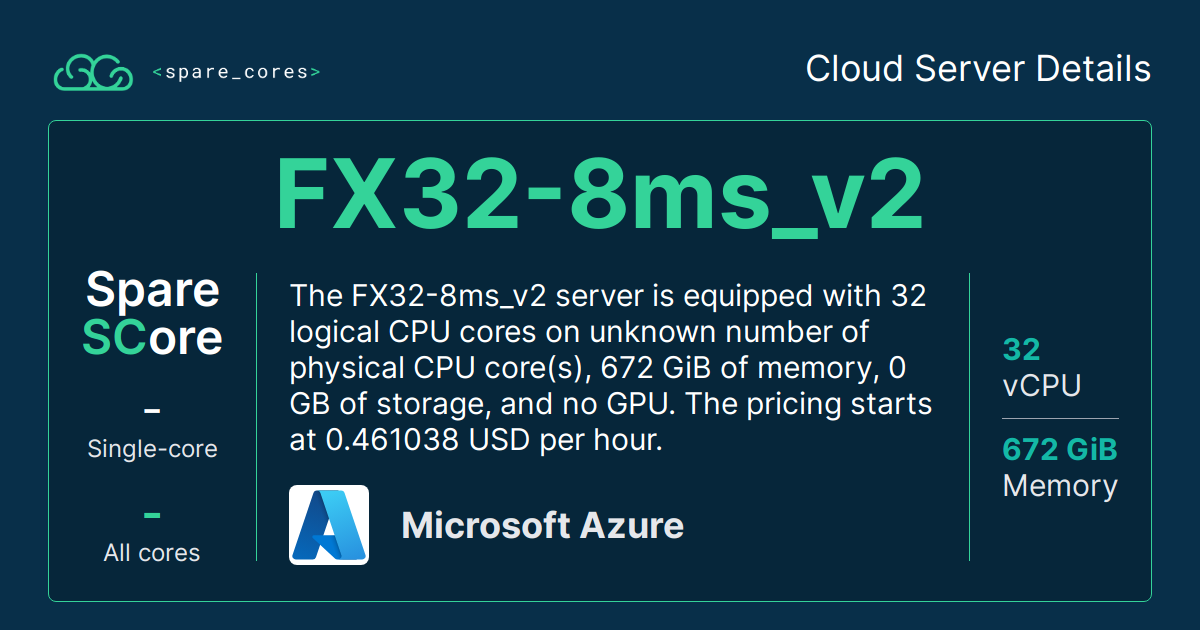 <spare_cores>
Cloud Server Details
FX32-8ms_v2
Spare
SCore
-
Single-core
-
All cores
The FX32-8ms_v2 server is equipped with 32
logical CPU cores on unknown number of
physical CPU core(s), 672 GiB of memory, 0
GB of storage, and no GPU. The pricing starts
at 0.461038 USD per hour.
Microsoft Azure
32
vCPU
672 GiB
Memory